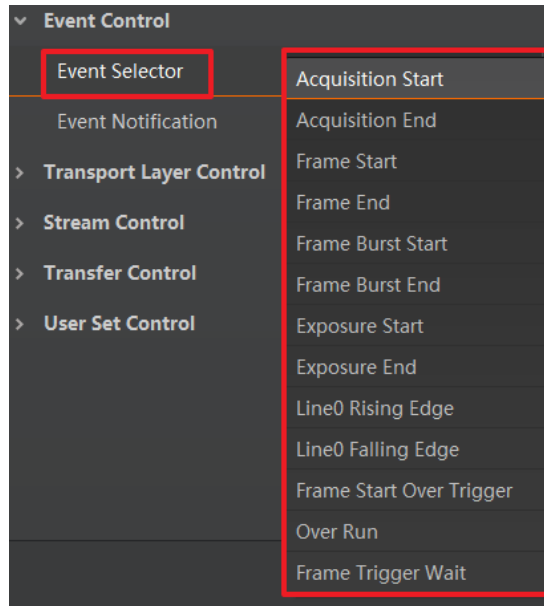 Event Control
Event Selector
Event Notification
Transport Layer Control
Stream Control
Transfer Control
User Set Control
Acquisition Start
Acquisition End
Frame Start
Frame End
Frame Burst Start
Frame Burst End
Exposure Start
Exposure End
Line0 Rising Edge
Line0 Falling Edge
Frame Start Over Trigger
Over Run
Frame Trigger Wait